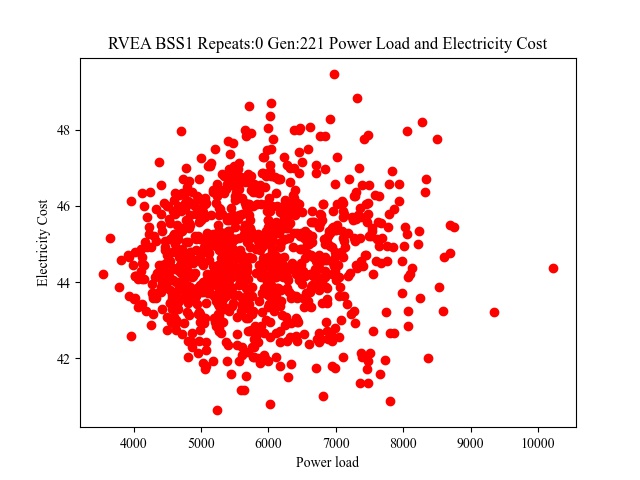 RVEA BSS1 Repeats:0 Gen:221 Power Load and Electricity Cost
48
46
44
42
Electricity Cost
4000 5000 6000 7000 8000 9000 10000
Power load